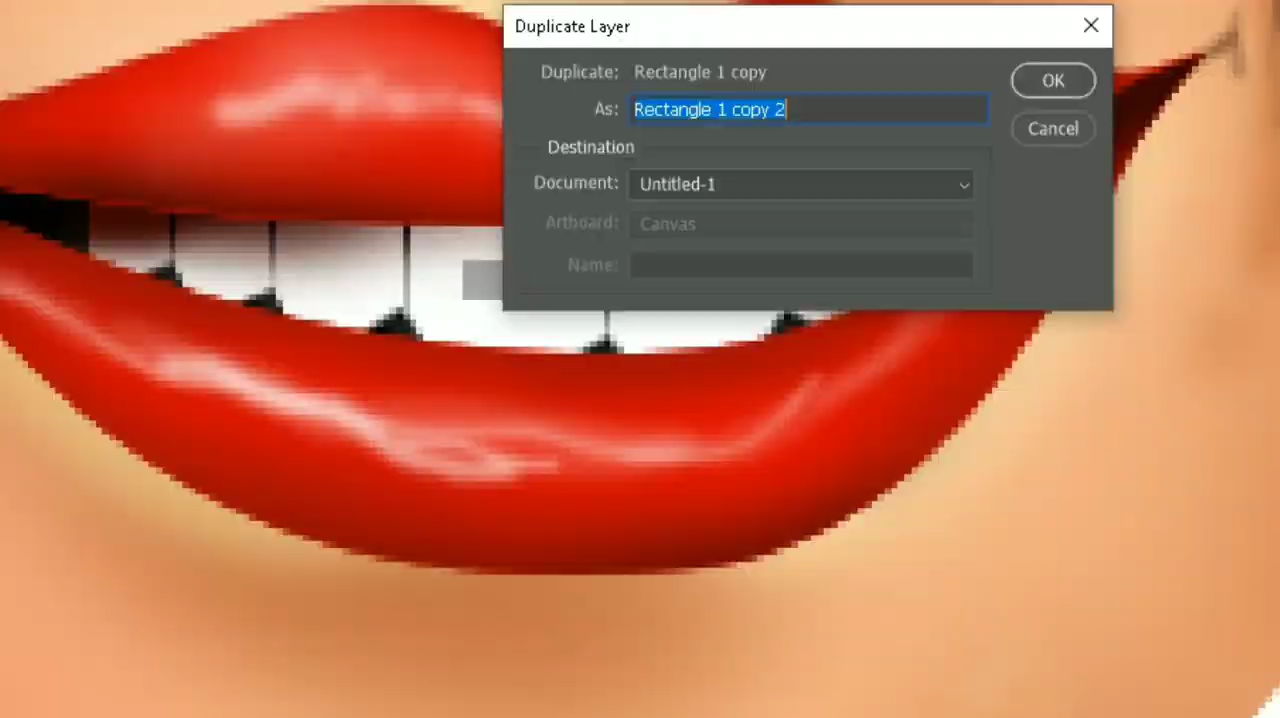 Duplicate Layer
Duplicate: Rectangle 1 copy
OK
As: Rectangle 1 copy 2
Cancel
Destination
Document: Untitled-1
Artboard: Canvas
Name: